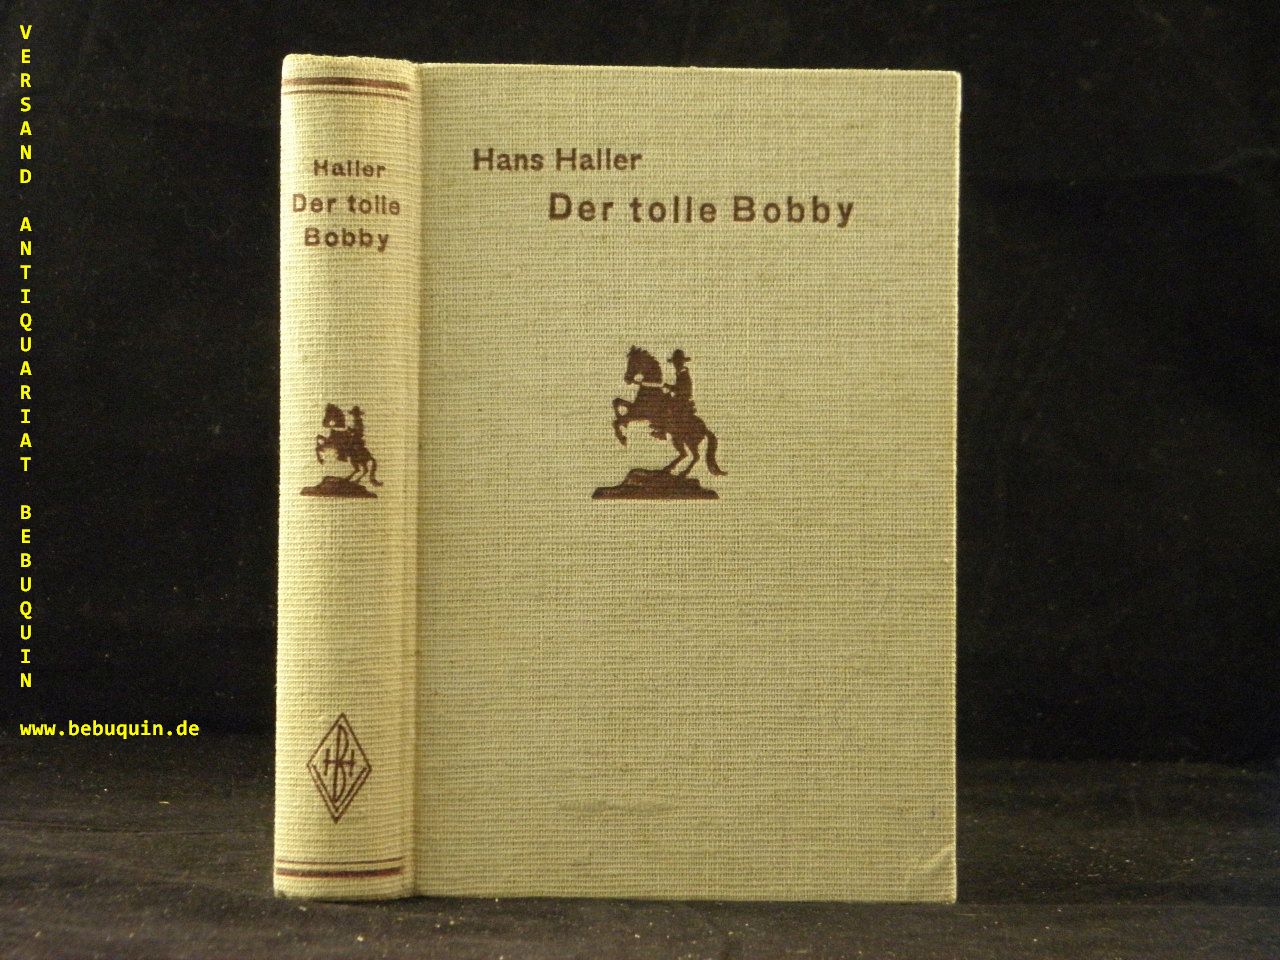 VERSAND ANTIQUARIAT BEBUQUIN
www.bebuquin.de
Haller
Der tolle
Bobby
Hans Haller
Der tolle Bobby